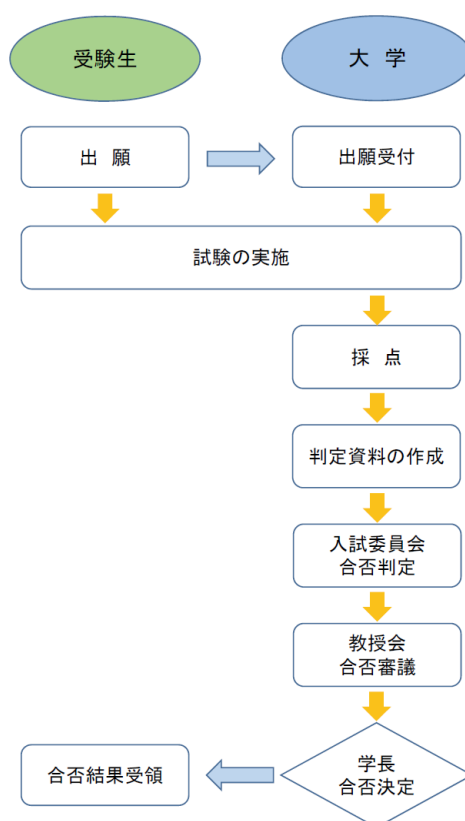 受験生
大 学
出 願
出願受付
試験の実施
採 点
判定資料の作成
入試委員会
合否判定
教授会
合否審議
学長
合否決定
合否結果受領